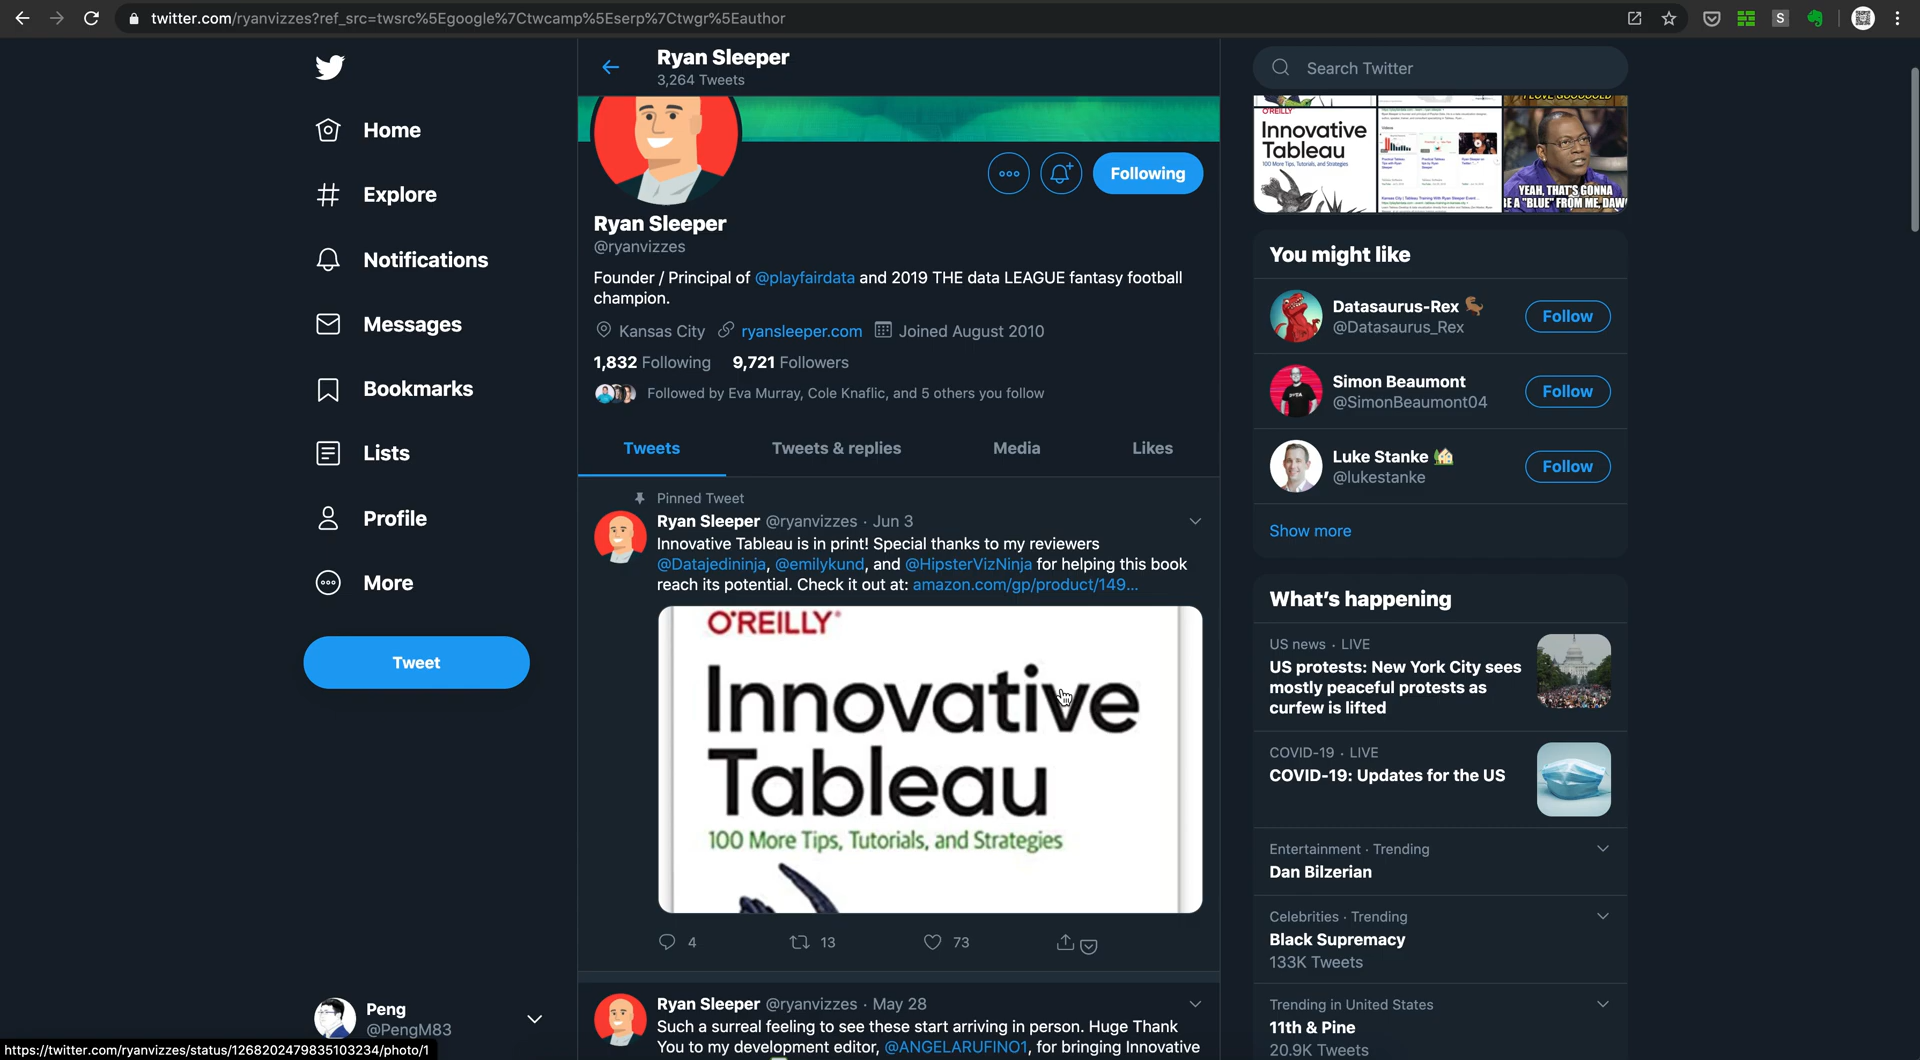 twitter.com/ryanvizzes?ref_src=twsrc%5Egoogle%7Ctwcamp%5Eserp%7Ctwgr%5Eauthor
S
Home
Explore
Notifications
Messages
Bookmarks
Lists
Profile
More
Tweet
Peng
@PengM83
https://twitter.com/ryanvizzes/status/1268202479835103234/photo/1
Ryan Sleeper
3,264 Tweets
Following
Ryan Sleeper
@ryanvizzes
Founder / Principal of @playfairdata and 2019 THE data LEAGUE fantasy football
champion.
Kansas City ryansleeper.com Joined August 2010
1,832 Following 9,721 Followers
Followed by Eva Murray, Cole Knaflic, and 5 others you follow
Tweets Tweets & replies Media Likes
Pinned Tweet
Ryan Sleeper @ryanvizzes · Jun 3
Innovative Tableau is in print! Special thanks to my reviewers
@Datajedininja, @emilykund, and @HipsterVizNinja for helping this book
reach its potential. Check it out at: amazon.com/gp/product/149...
O'REILLY®
Innovative
Tableau
100 More Tips, Tutorials, and Strategies
4 13 73
Ryan Sleeper @ryanvizzes · May 28
Such a surreal feeling to see these start arriving in person. Huge Thank
You to my development editor, @ANGELARUFINO1, for bringing Innovative
Search Twitter
O'REILLY
Innovative
Tableau
100 More Tips, Tutorials, and Strategies
YEAH, THAT'S GONNA
BE A "BLUE" FROM ME, DAW
You might like
Datasaurus-Rex
@Datasaurus_Rex
Follow
Simon Beaumont
@SimonBeaumont04
Follow
Luke Stanke
@lukestanke
Follow
Show more
What's happening
US news · LIVE
US protests: New York City sees
mostly peaceful protests as
curfew is lifted
COVID-19 · LIVE
COVID-19: Updates for the US
Entertainment · Trending
Dan Bilzerian
Celebrities · Trending
Black Supremacy
133K Tweets
Trending in United States
11th & Pine
20.9K Tweets